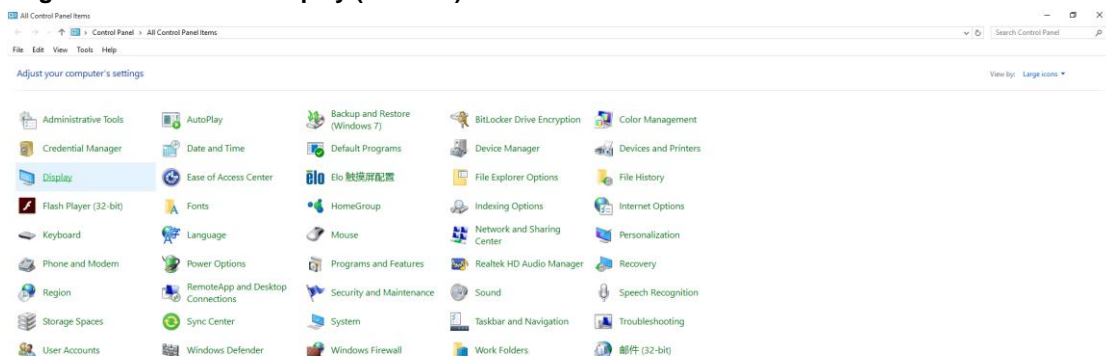 All Control Panel Items
Control Panel > All Control Panel Items
Search Control Panel
File Edit View Tools Help
Adjust your computer's settings
View by: Large icons
Administrative Tools
AutoPlay
Backup and Restore
(Windows 7)
BitLocker Drive Encryption
Color Management
Credential Manager
Date and Time
Default Programs
Device Manager
Devices and Printers
Display
Ease of Access Center
elo Elo 触摸屏配置
File Explorer Options
File History
Flash Player (32-bit)
Fonts
HomeGroup
Indexing Options
Internet Options
Keyboard
Language
Mouse
Network and Sharing
Center
Personalization
Phone and Modem
Power Options
Programs and Features
Realtek HD Audio Manager
Recovery
Region
RemoteApp and Desktop
Connections
Security and Maintenance
Sound
Speech Recognition
Storage Spaces
Sync Center
System
Taskbar and Navigation
Troubleshooting
User Accounts
Windows Defender
Windows Firewall
Work Folders
邮件 (32-bit)